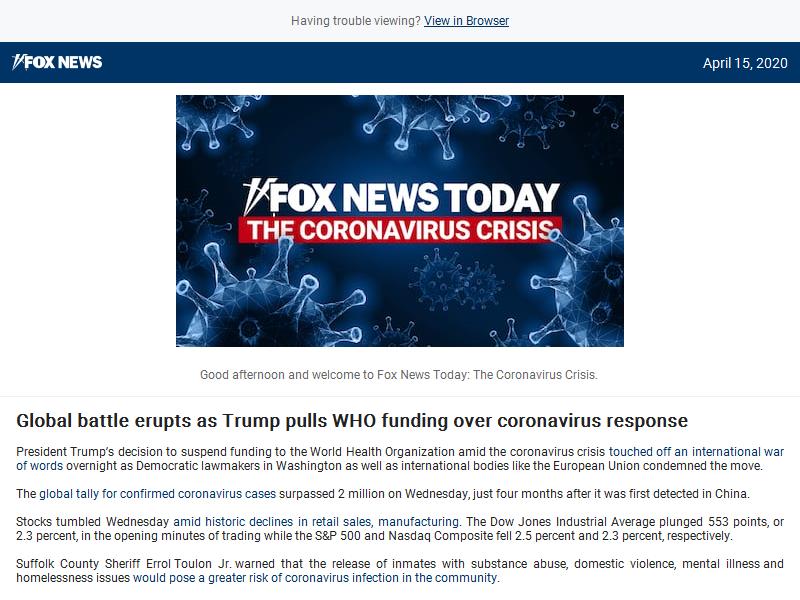 Having trouble viewing? View in Browser
FOX NEWS
April 15, 2020
FOX NEWS TODAY
THE CORONAVIRUS CRISIS
Good afternoon and welcome to Fox News Today: The Coronavirus Crisis.
Global battle erupts as Trump pulls WHO funding over coronavirus response
President Trump’s decision to suspend funding to the World Health Organization amid the coronavirus crisis touched off an international war
of words overnight as Democratic lawmakers in Washington as well as international bodies like the European Union condemned the move.
The global tally for confirmed coronavirus cases surpassed 2 million on Wednesday, just four months after it was first detected in China.
Stocks tumbled Wednesday amid historic declines in retail sales, manufacturing. The Dow Jones Industrial Average plunged 553 points, or
2.3 percent, in the opening minutes of trading while the S&P 500 and Nasdaq Composite fell 2.5 percent and 2.3 percent, respectively.
Suffolk County Sheriff Errol Toulon Jr. warned that the release of inmates with substance abuse, domestic violence, mental illness and
homelessness issues would pose a greater risk of coronavirus infection in the community.